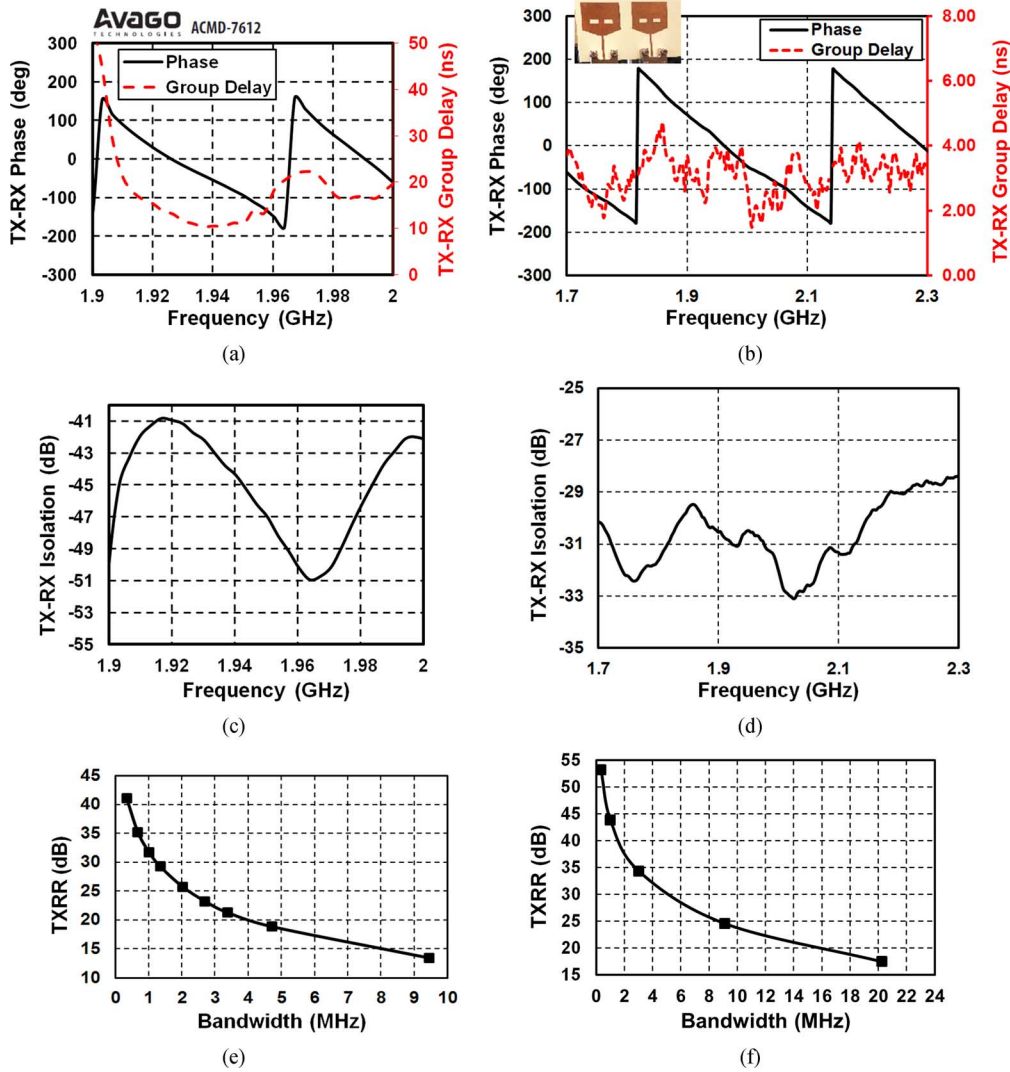 AVAGO
TECHNOLOGIES
ACMD-7612
TX-RX Phase (deg)
300
200
100
0
-100
-200
-300
Phase
Group Delay
50
40
30
20
10
0
TX-RX Group Delay (ns)
1.9
1.92
1.94
1.96
1.98
2
Frequency (GHz)
(a)
TX-RX Phase (deg)
300
200
100
0
-100
-200
-300
Phase
Group Delay
8.00
6.00
4.00
2.00
0.00
TX-RX Group Delay (ns)
1.7
1.9
2.1
2.3
Frequency (GHz)
(b)
TX-RX Isolation (dB)
-41
-43
-45
-47
-49
-51
-53
-55
1.9
1.92
1.94
1.96
1.98
2
Frequency (GHz)
(c)
TX-RX Isolation (dB)
-25
-27
-29
-31
-33
-35
1.7
1.9
2.1
2.3
Frequency (GHz)
(d)
TXRR (dB)
45
40
35
30
25
20
15
10
0 1 2 3 4 5 6 7 8 9 10
Bandwidth (MHz)
(e)
TXRR (dB)
55
50
45
40
35
30
25
20
15
0 2 4 6 8 10 12 14 16 18 20 22 24
Bandwidth (MHz)
(f)